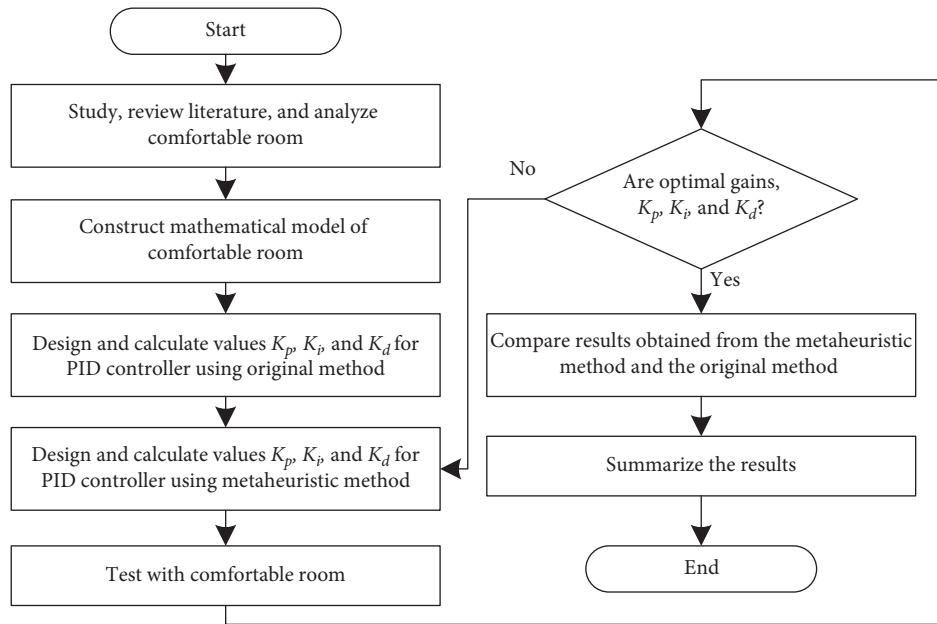 Start
Study, review literature, and analyze
comfortable room
Construct mathematical model of
comfortable room
Design and calculate values Kp, Ki, and Kd for
PID controller using original method
Design and calculate values Kp, Ki, and Kd for
PID controller using metaheuristic method
Test with comfortable room
No
Are optimal gains,
Kp, Ki, and Kd?
Yes
Compare results obtained from the metaheuristic
method and the original method
Summarize the results
End